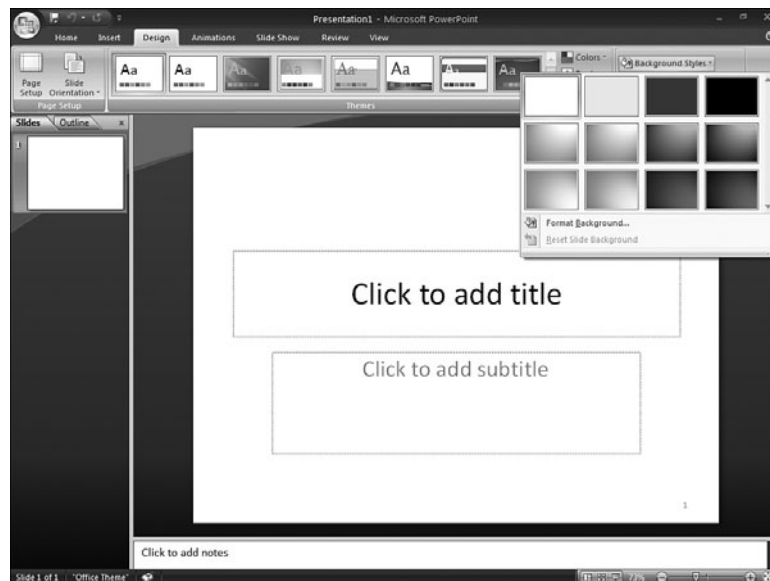 Presentation1 - Microsoft PowerPoint
Home Insert Design Animations Slide Show Review View
Aa Aa Aa Aa Aa Aa Aa
Colors
Background Styles
Page Setup
Slide Orientation
Page Setup
Themes
Slides Outline x
1
Format Background...
Reset Slide Background
Click to add title
Click to add subtitle
1
Click to add notes
Slide 1 of 1 "Office Theme" 72%